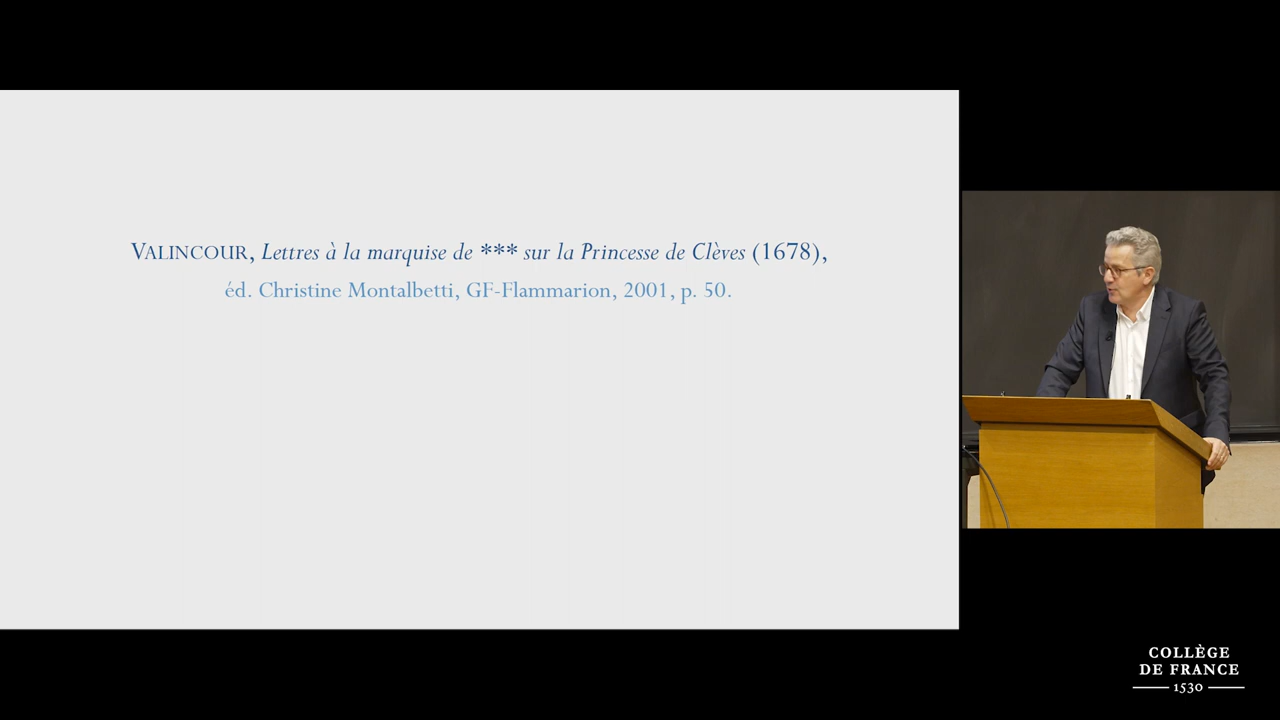 VALINCOUR, Lettres à la marquise de *** sur la Princesse de Clèves (1678),
éd. Christine Montalbetti, GF-Flammarion, 2001, p. 50.
COLLÈGE
DE FRANCE
1530